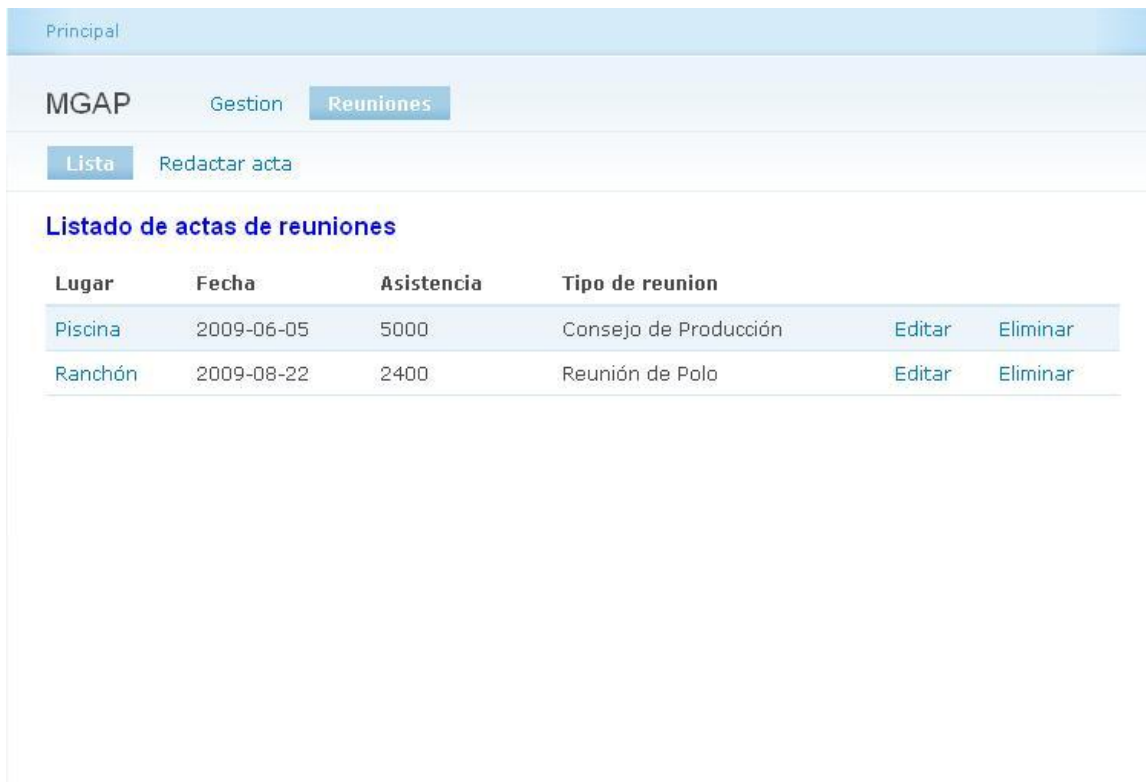 Principal
MGAP Gestion Reuniones
Lista Redactar acta
Listado de actas de reuniones
Lugar Fecha Asistencia Tipo de reunion
Piscina 2009-06-05 5000 Consejo de Producción Editar Eliminar
Ranchón 2009-08-22 2400 Reunión de Polo Editar Eliminar